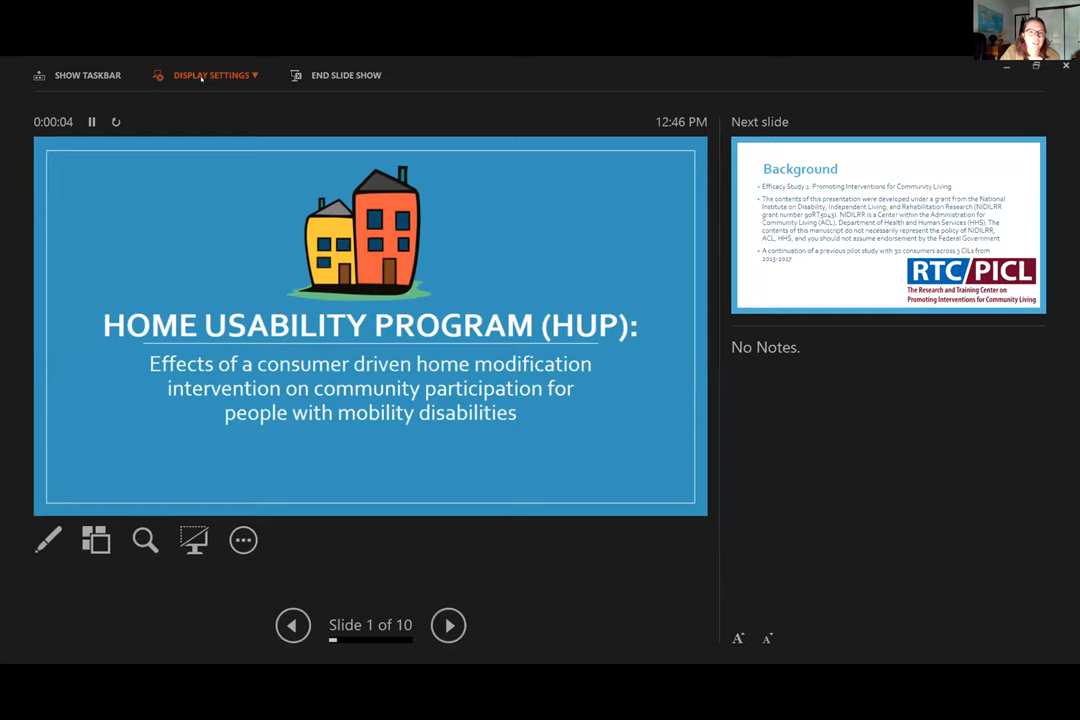 SHOW TASKBAR
DISPLAY SETTINGS ▼
END SLIDE SHOW
0:00:04
12:46 PM
HOME USABILITY PROGRAM (HUP):
Effects of a consumer driven home modification
intervention on community participation for
people with mobility disabilities
Slide 1 of 10
Next slide
Background
• Efficacy Study 1: Promoting Interventions for Community Living
• The contents of this presentation were developed under a grant from the National
Institute on Disability, Independent Living, and Rehabilitation Research (NIDILRR
grant number 90RT5043). NIDILRR is a Center within the Administration for
Community Living (ACL), Department of Health and Human Services (HHS). The
contents of this manuscript do not necessarily represent the policy of NIDILRR,
ACL, HHS, and you should not assume endorsement by the Federal Government
• A continuation of a previous pilot study with 30 consumers across 3 CILs from
2013-2017
RTC/PICL
The Research and Training Center on
Promoting Interventions for Community Living
No Notes.
A A